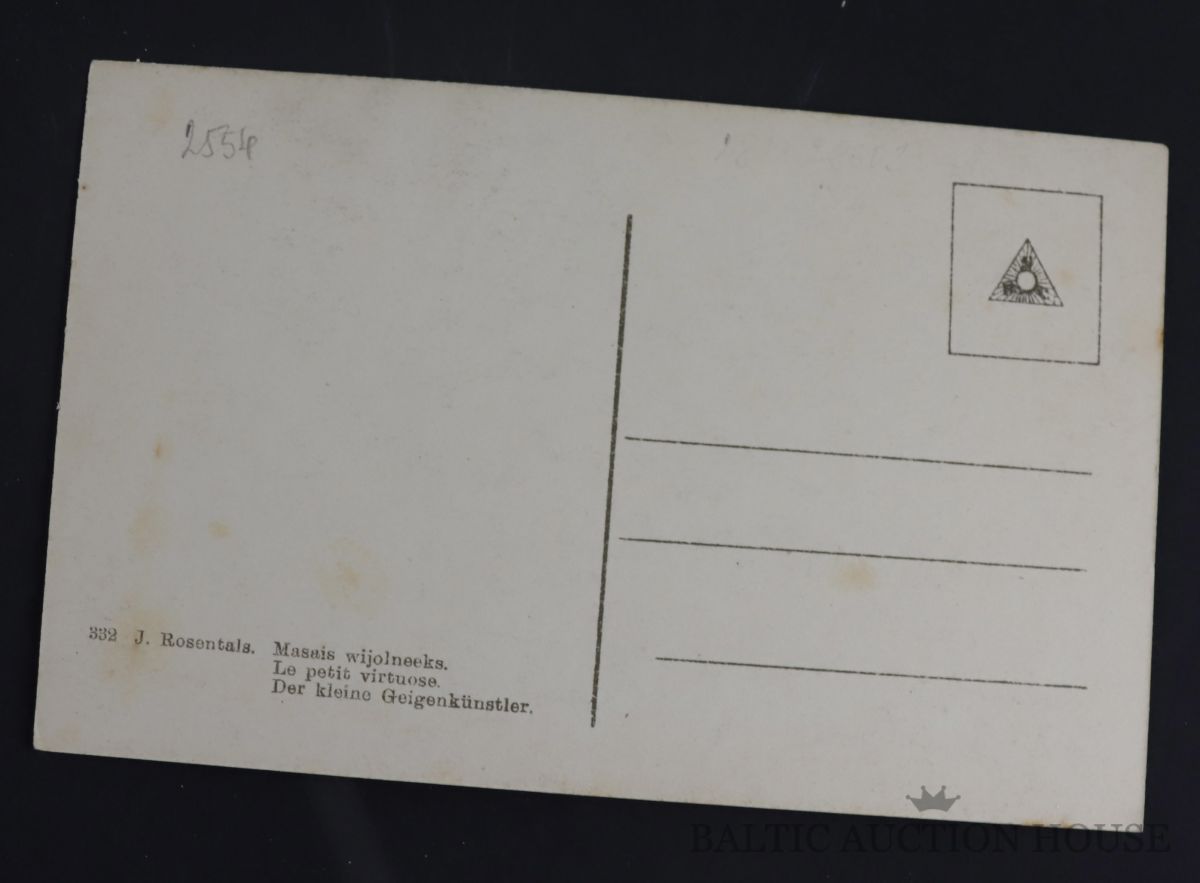 2554
332 J. Rosentals. Masais wijolneeks.
Le petit virtuose.
Der kleine Geigenkünstler.
BALTIC AUCTION HOUSE